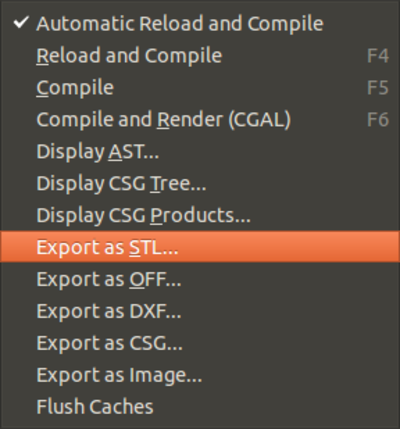 Automatic Reload and Compile
Reload and Compile F4
Compile F5
Compile and Render (CGAL) F6
Display AST...
Display CSG Tree...
Display CSG Products...
Export as STL...
Export as OFF...
Export as DXF...
Export as CSG...
Export as Image...
Flush Caches